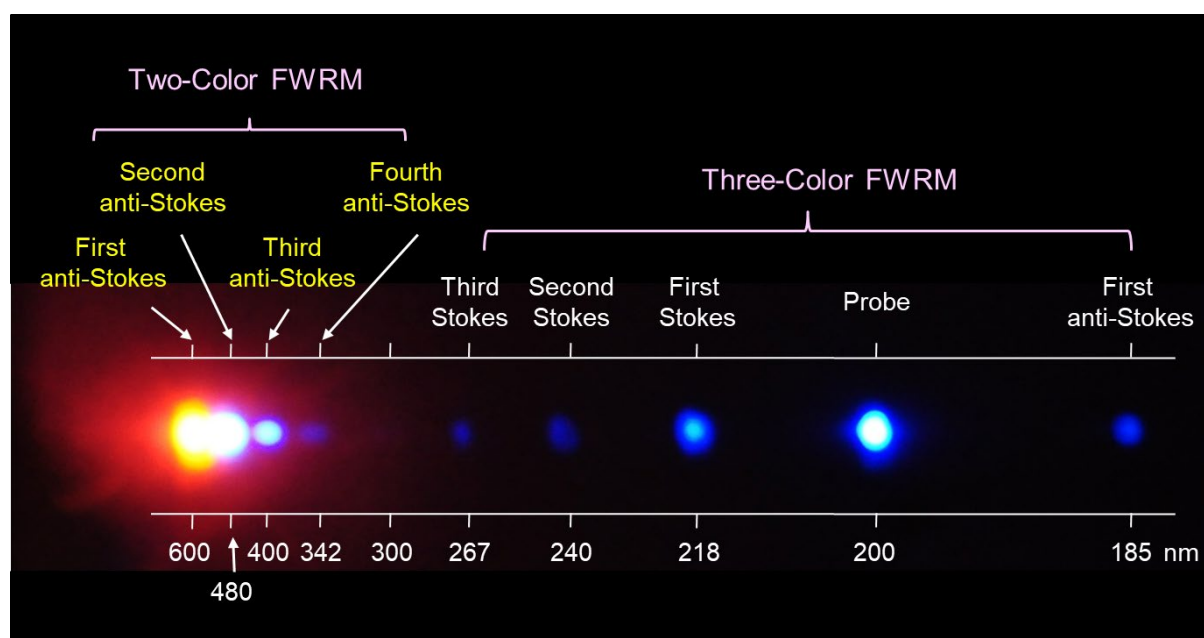 Two-Color FWRM
Second
anti-Stokes
Fourth
anti-Stokes
Three-Color FWRM
First
anti-Stokes
Third
anti-Stokes
Third
Stokes
Second
Stokes
First
Stokes
Probe
First
anti-Stokes
600 400 342 300 267 240 218 200 185 nm
480